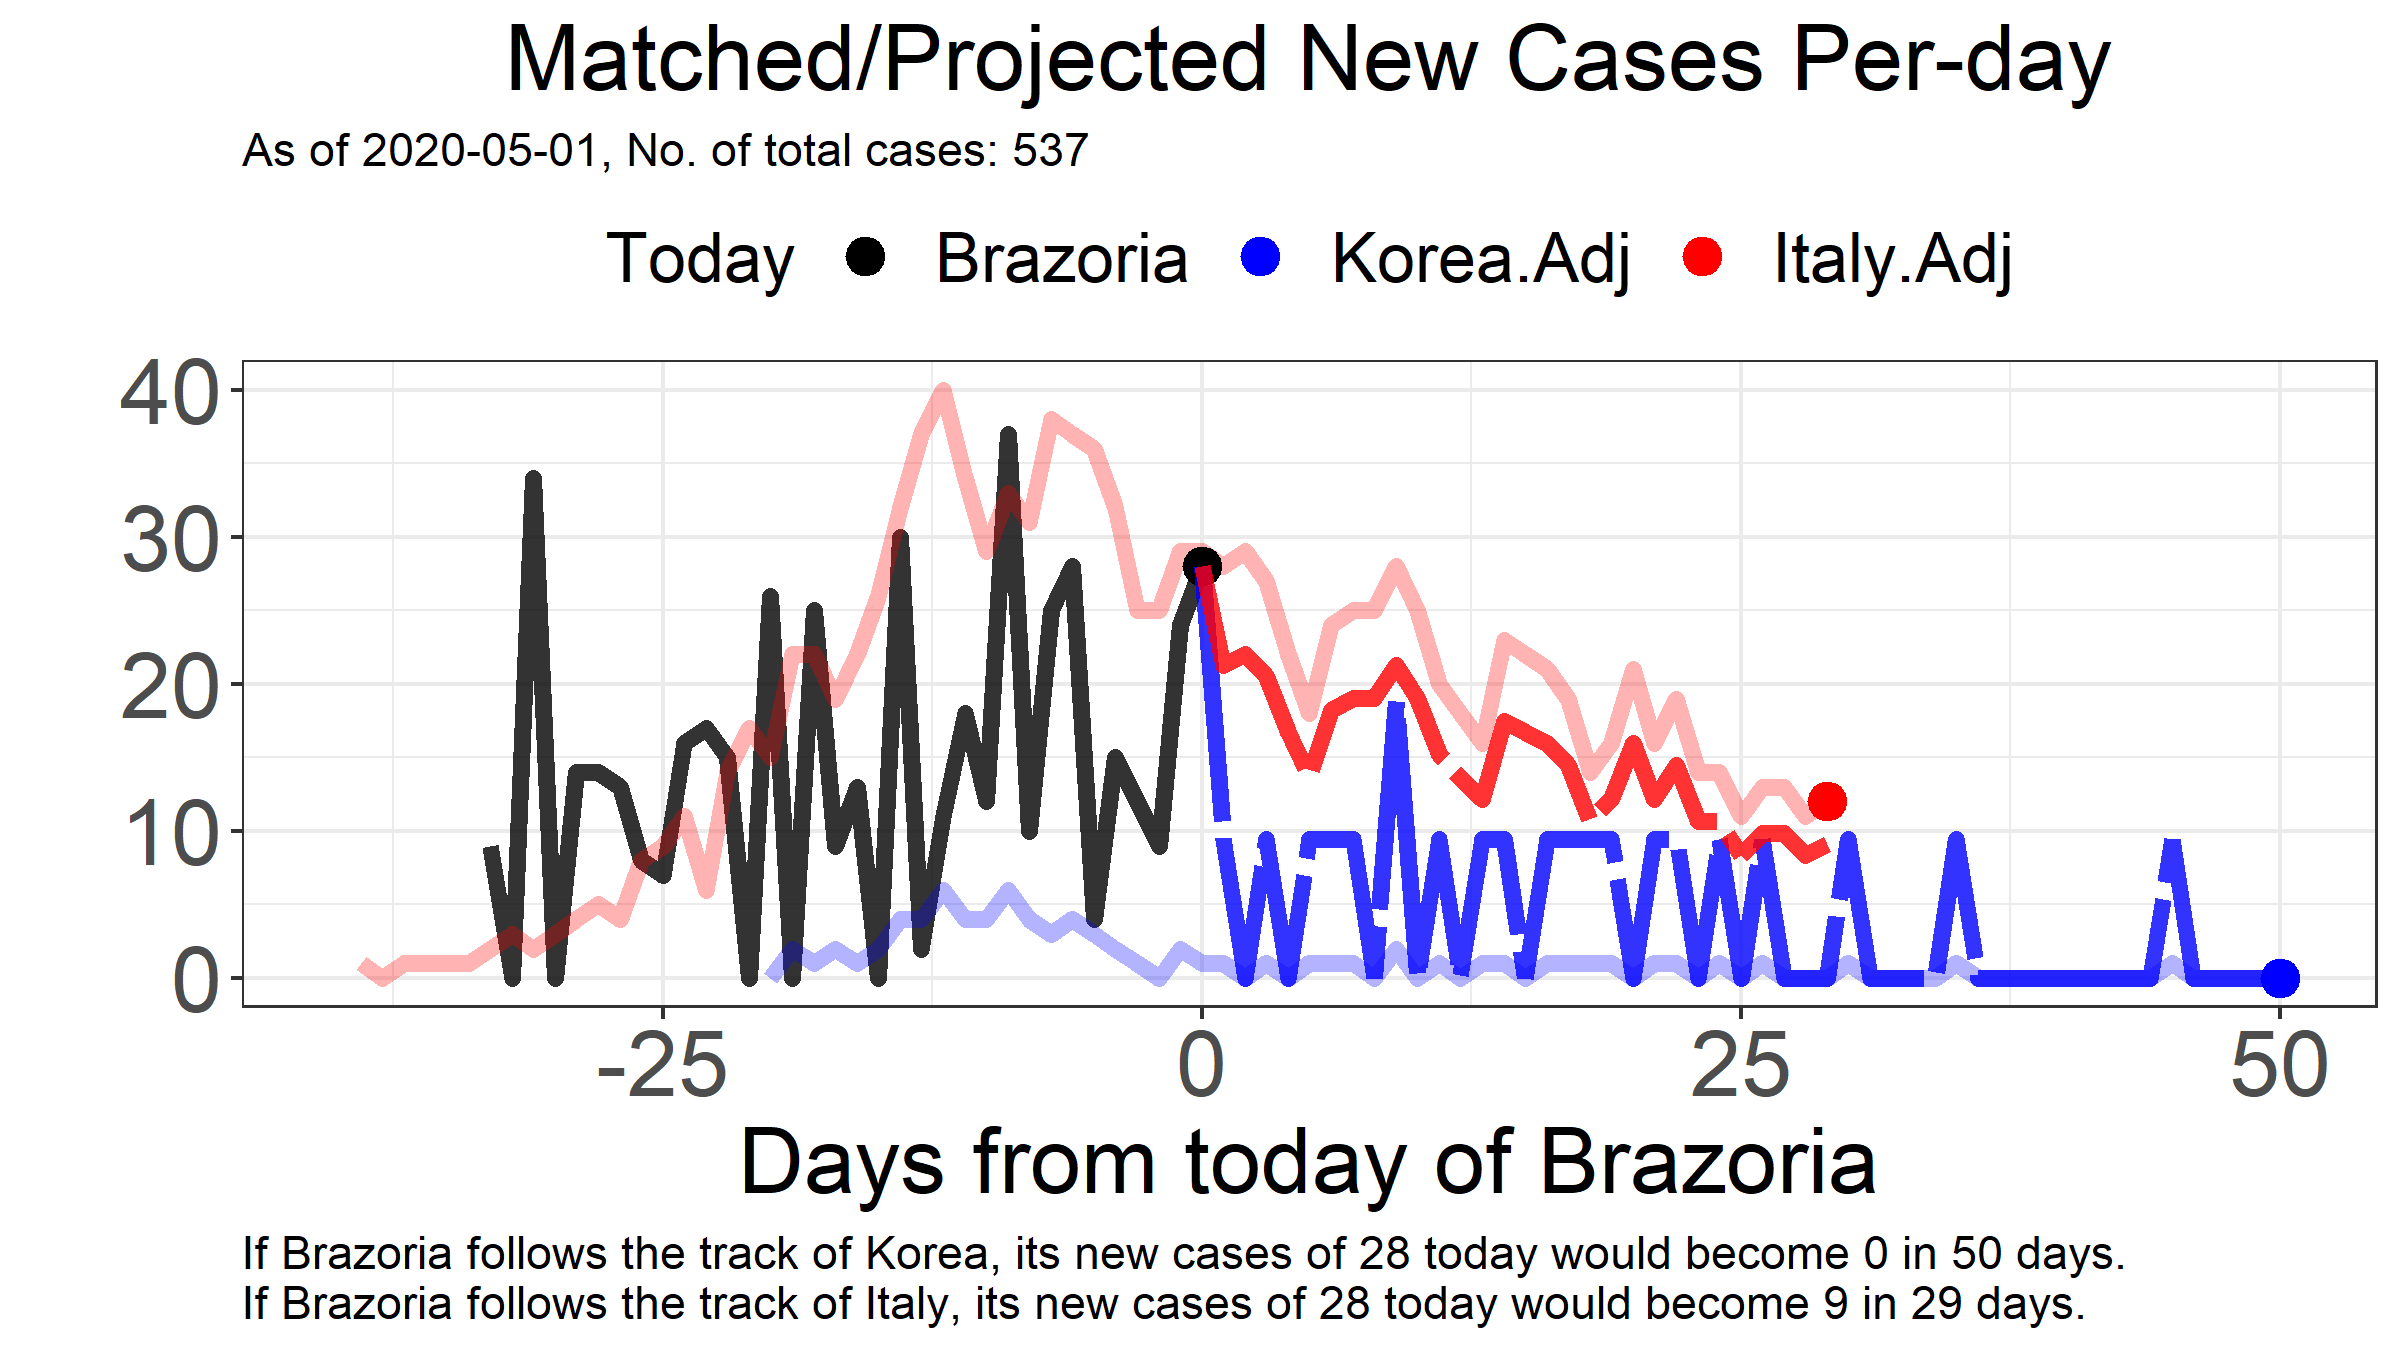 Matched/Projected New Cases Per-day
As of 2020-05-01, No. of total cases: 537
Today Brazoria Korea.Adj Italy.Adj
40
30
20
10
0
-25 0 25 50
Days from today of Brazoria
If Brazoria follows the track of Korea, its new cases of 28 today would become 0 in 50 days.
If Brazoria follows the track of Italy, its new cases of 28 today would become 9 in 29 days.